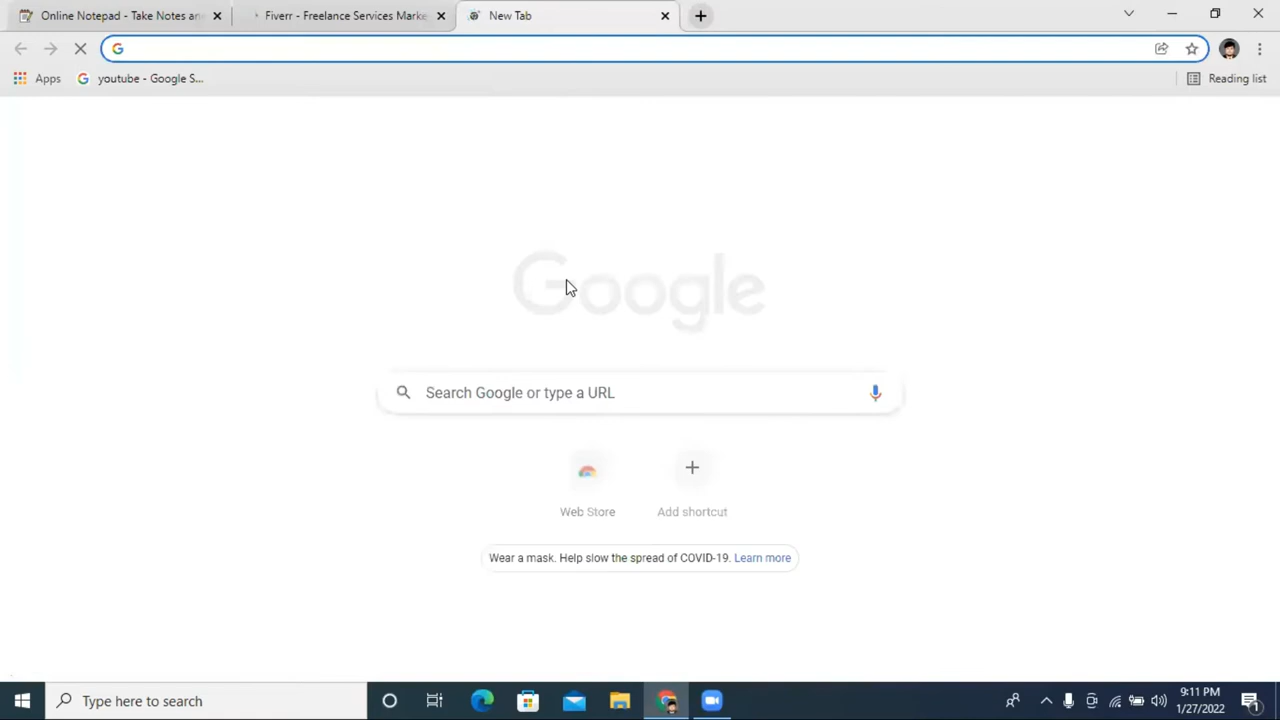 Online Notepad - Take Notes an
Fiverr - Freelance Services Marke
New Tab
Apps
youtube - Google S...
Reading list
Google
Search Google or type a URL
Web Store
Add shortcut
Wear a mask. Help slow the spread of COVID-19. Learn more
Type here to search
9:11 PM
1/27/2022
1